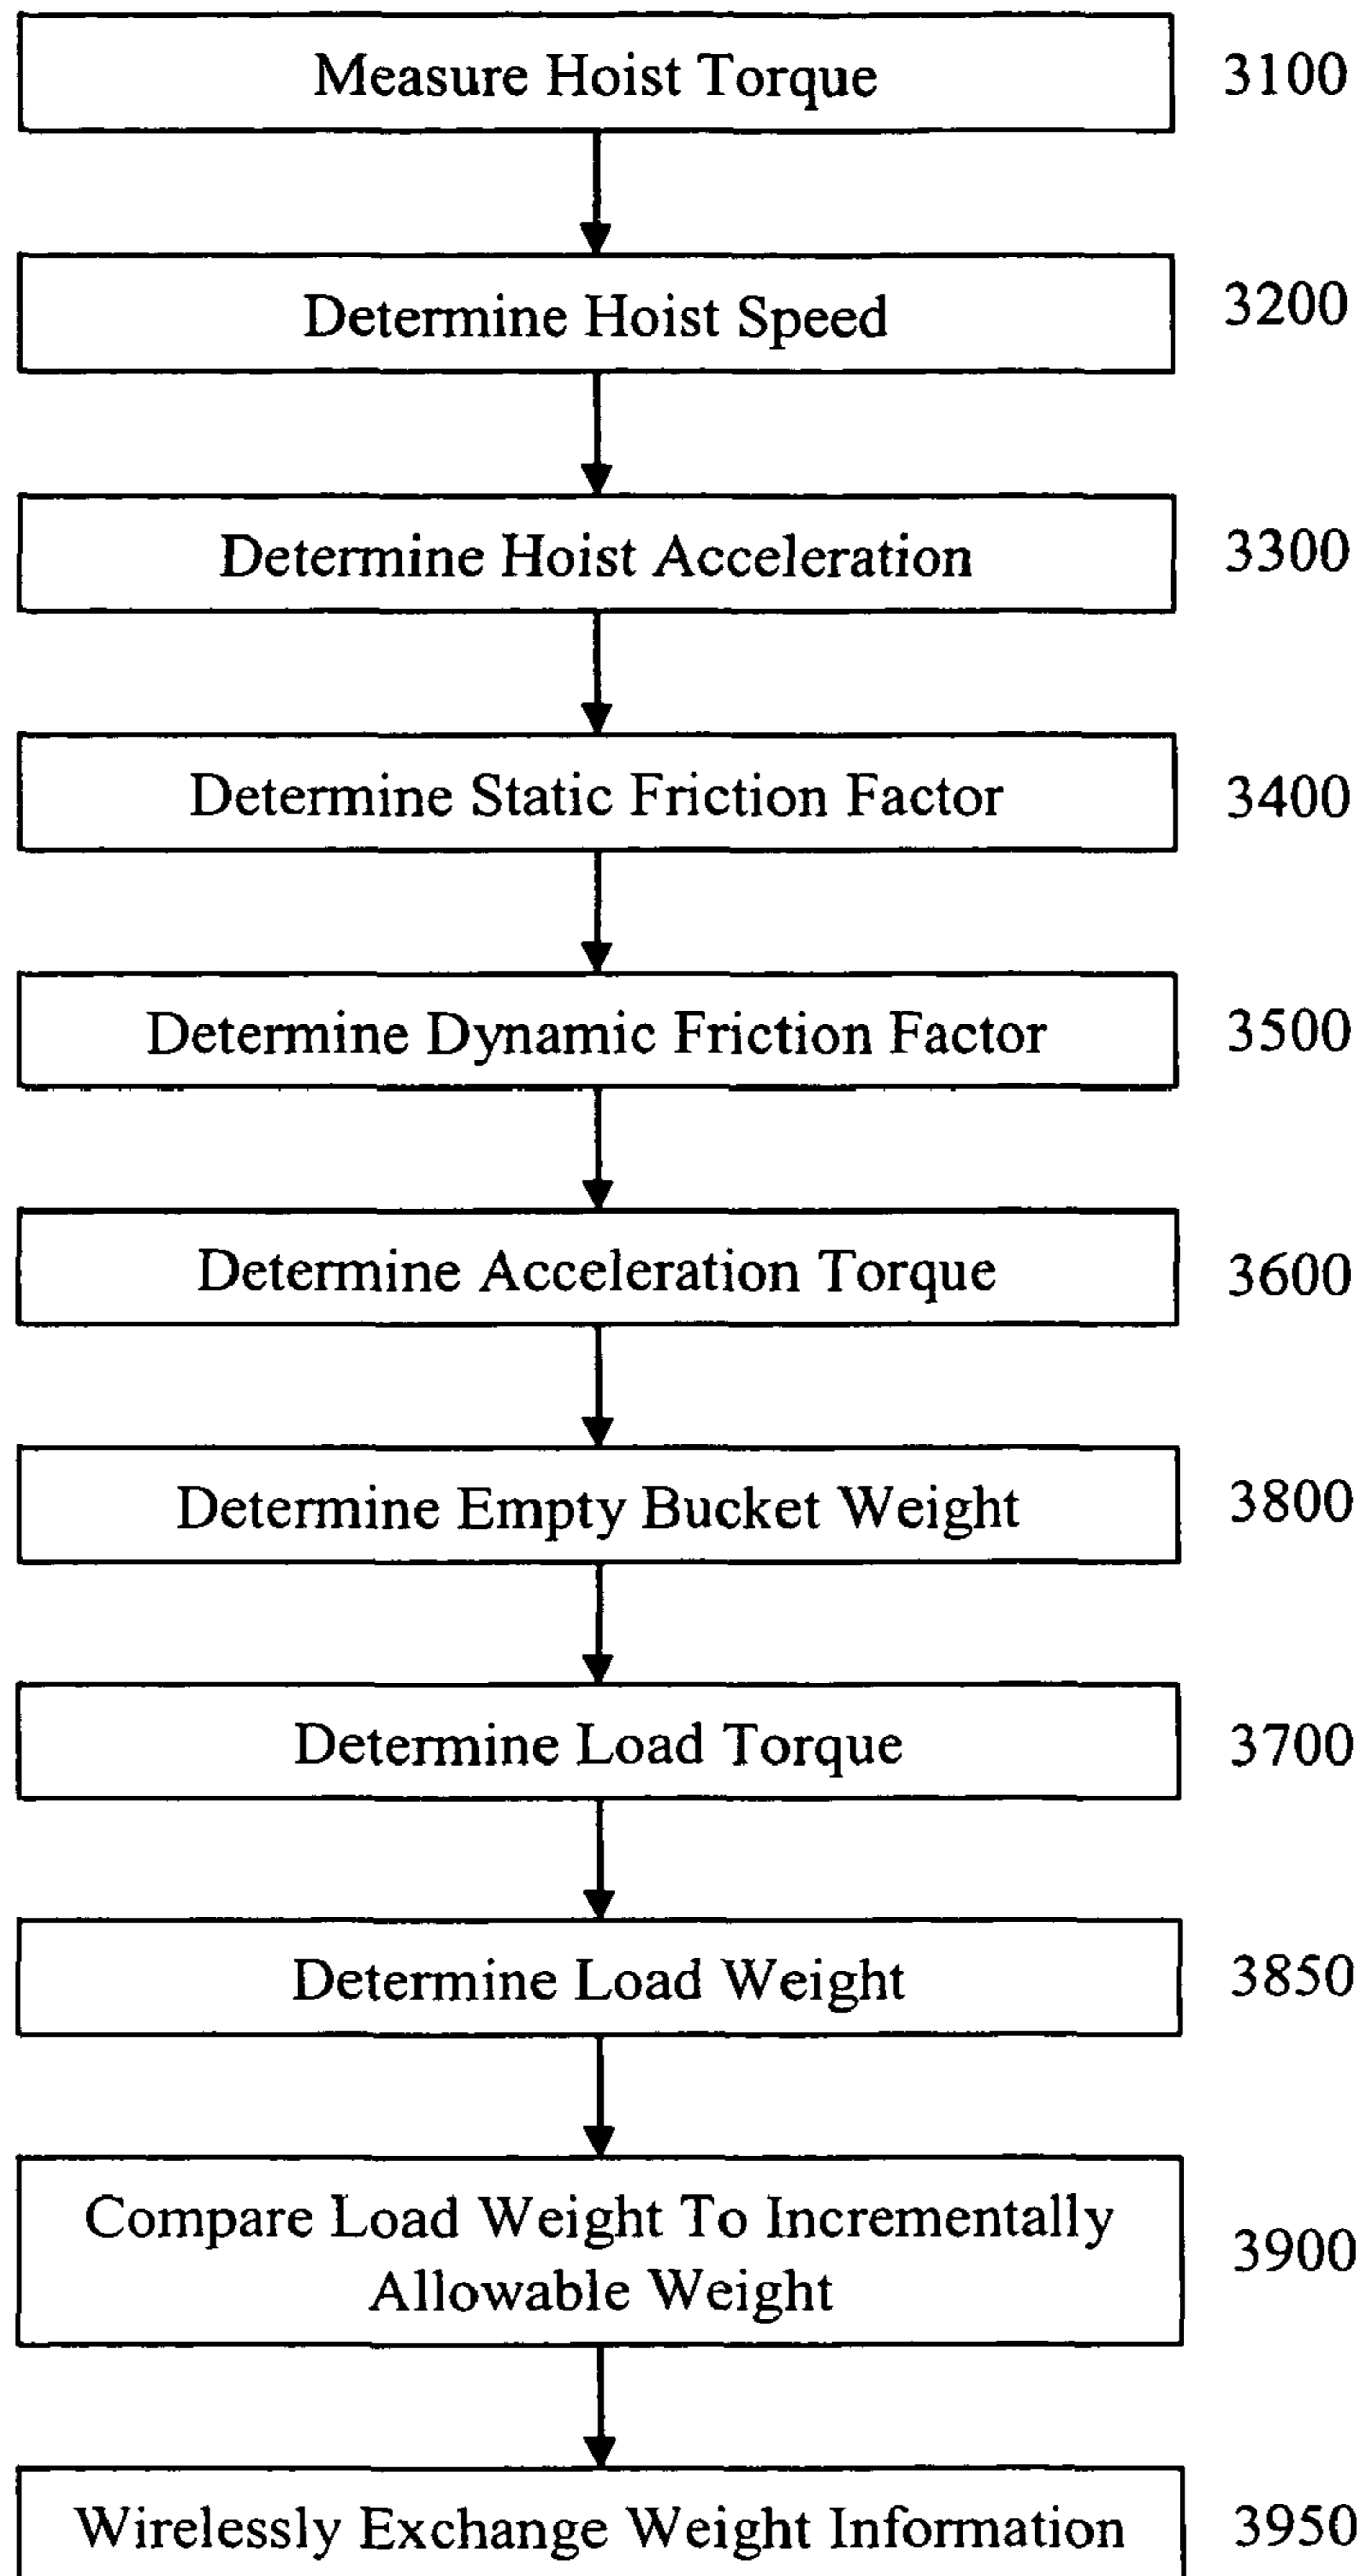 Measure Hoist Torque 3100
Determine Hoist Speed 3200
Determine Hoist Acceleration 3300
Determine Static Friction Factor 3400
Determine Dynamic Friction Factor 3500
Determine Acceleration Torque 3600
Determine Empty Bucket Weight 3800
Determine Load Torque 3700
Determine Load Weight 3850
Compare Load Weight To Incrementally
Allowable Weight 3900
Wirelessly Exchange Weight Information 3950